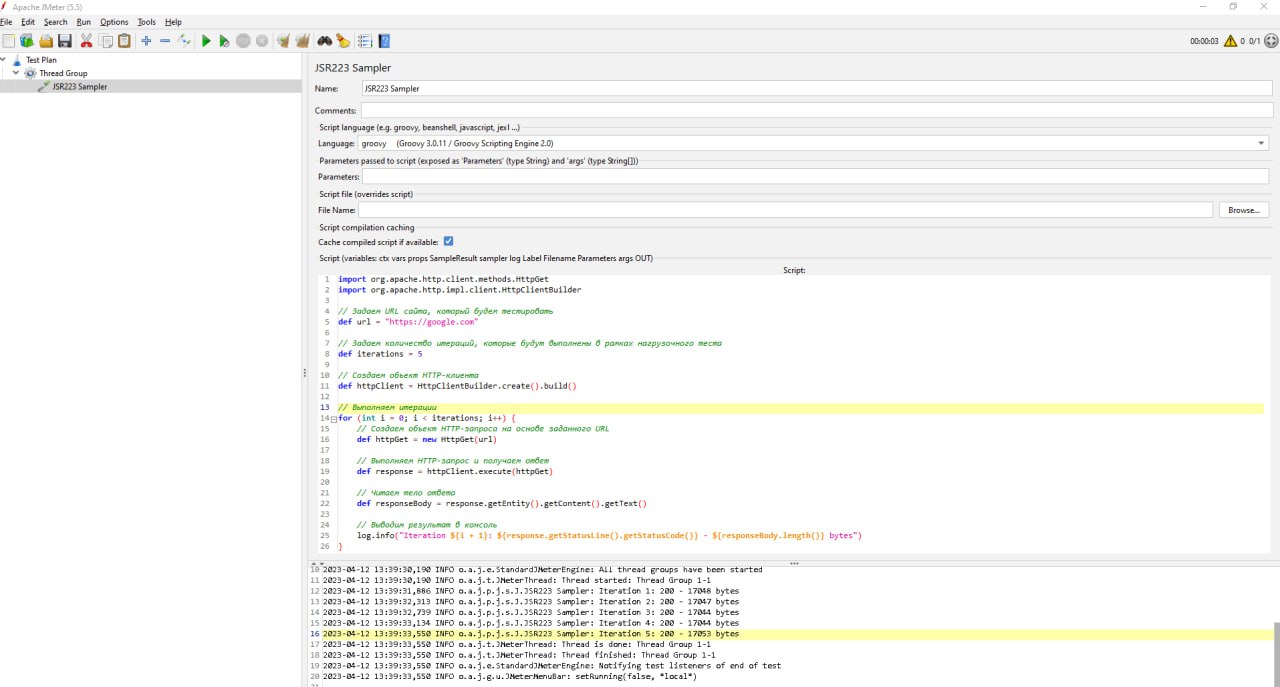 Apache JMeter (5.5)
File Edit Search Run Options Tools Help
00:00:03 0 0/1
Test Plan
Thread Group
JSR223 Sampler
JSR223 Sampler
Name: JSR223 Sampler
Comments:
Script language (e.g. groovy, beanshell, javascript, jexl ...)
Language: groovy (Groovy 3.0.11 / Groovy Scripting Engine 2.0)
Parameters passed to script (exposed as 'Parameters' (type String) and 'args' (type String[]))
Parameters:
Script file (overrides script)
File Name: Browse...
Script compilation caching
Cache compiled script if available:
Script (variables: ctx vars props SampleResult sampler log Label Filename Parameters args OUT)
Script:
1 import org.apache.http.client.methods.HttpGet
2 import org.apache.http.impl.client.HttpClientBuilder
3
4 // Задаем URL сайта, который будем тестировать
5 def url = "https://google.com"
6
7 // Задаем количество итераций, которые будут выполнены в рамках нагрузочного теста
8 def iterations = 5
9
10 // Создаем объект HTTP-клиента
11 def httpClient = HttpClientBuilder.create().build()
12
13 // Выполняем итерации
14 for (int i = 0; i < iterations; i++) {
15 // Создаем объект HTTP-запроса на основе заданного URL
16 def httpGet = new HttpGet(url)
17
18 // Выполняем HTTP-запрос и получаем ответ
19 def response = httpClient.execute(httpGet)
20
21 // Читаем тело ответа
22 def responseBody = response.getEntity().getContent().getText()
23
24 // Выводим результат в консоль
25 log.info("Iteration ${i + 1}: ${response.getStatusLine().getStatusCode()} - ${responseBody.length()} bytes")
26 }
10 2023-04-12 13:39:30,190 INFO o.a.j.e.StandardJMeterEngine: All thread groups have been started
11 2023-04-12 13:39:30,190 INFO o.a.j.t.JMeterThread: Thread started: Thread Group 1-1
12 2023-04-12 13:39:31,886 INFO o.a.j.p.j.s.J.JSR223 Sampler: Iteration 1: 200 - 17048 bytes
13 2023-04-12 13:39:32,313 INFO o.a.j.p.j.s.J.JSR223 Sampler: Iteration 2: 200 - 17047 bytes
14 2023-04-12 13:39:32,739 INFO o.a.j.p.j.s.J.JSR223 Sampler: Iteration 3: 200 - 17044 bytes
15 2023-04-12 13:39:33,134 INFO o.a.j.p.j.s.J.JSR223 Sampler: Iteration 4: 200 - 17044 bytes
16 2023-04-12 13:39:33,550 INFO o.a.j.p.j.s.J.JSR223 Sampler: Iteration 5: 200 - 17053 bytes
17 2023-04-12 13:39:33,550 INFO o.a.j.t.JMeterThread: Thread is done: Thread Group 1-1
18 2023-04-12 13:39:33,550 INFO o.a.j.t.JMeterThread: Thread finished: Thread Group 1-1
19 2023-04-12 13:39:33,550 INFO o.a.j.e.StandardJMeterEngine: Notifying test listeners of end of test
20 2023-04-12 13:39:33,550 INFO o.a.j.g.u.JMeterMenuBar: setRunning(false, *local*)
21